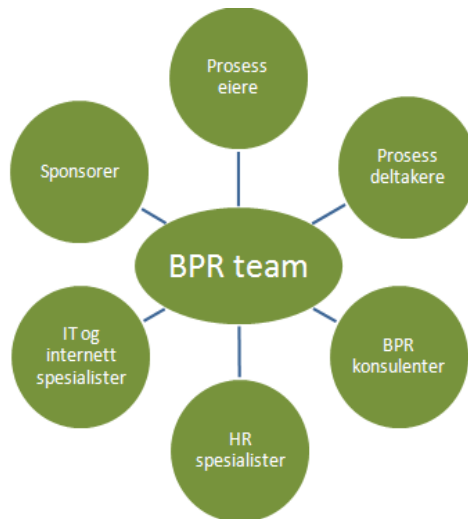 Prosess
eiere
Prosess
deltakere
BPR
konsulenter
HR
spesialister
IT og
internett
spesialister
Sponsorer
BPR team